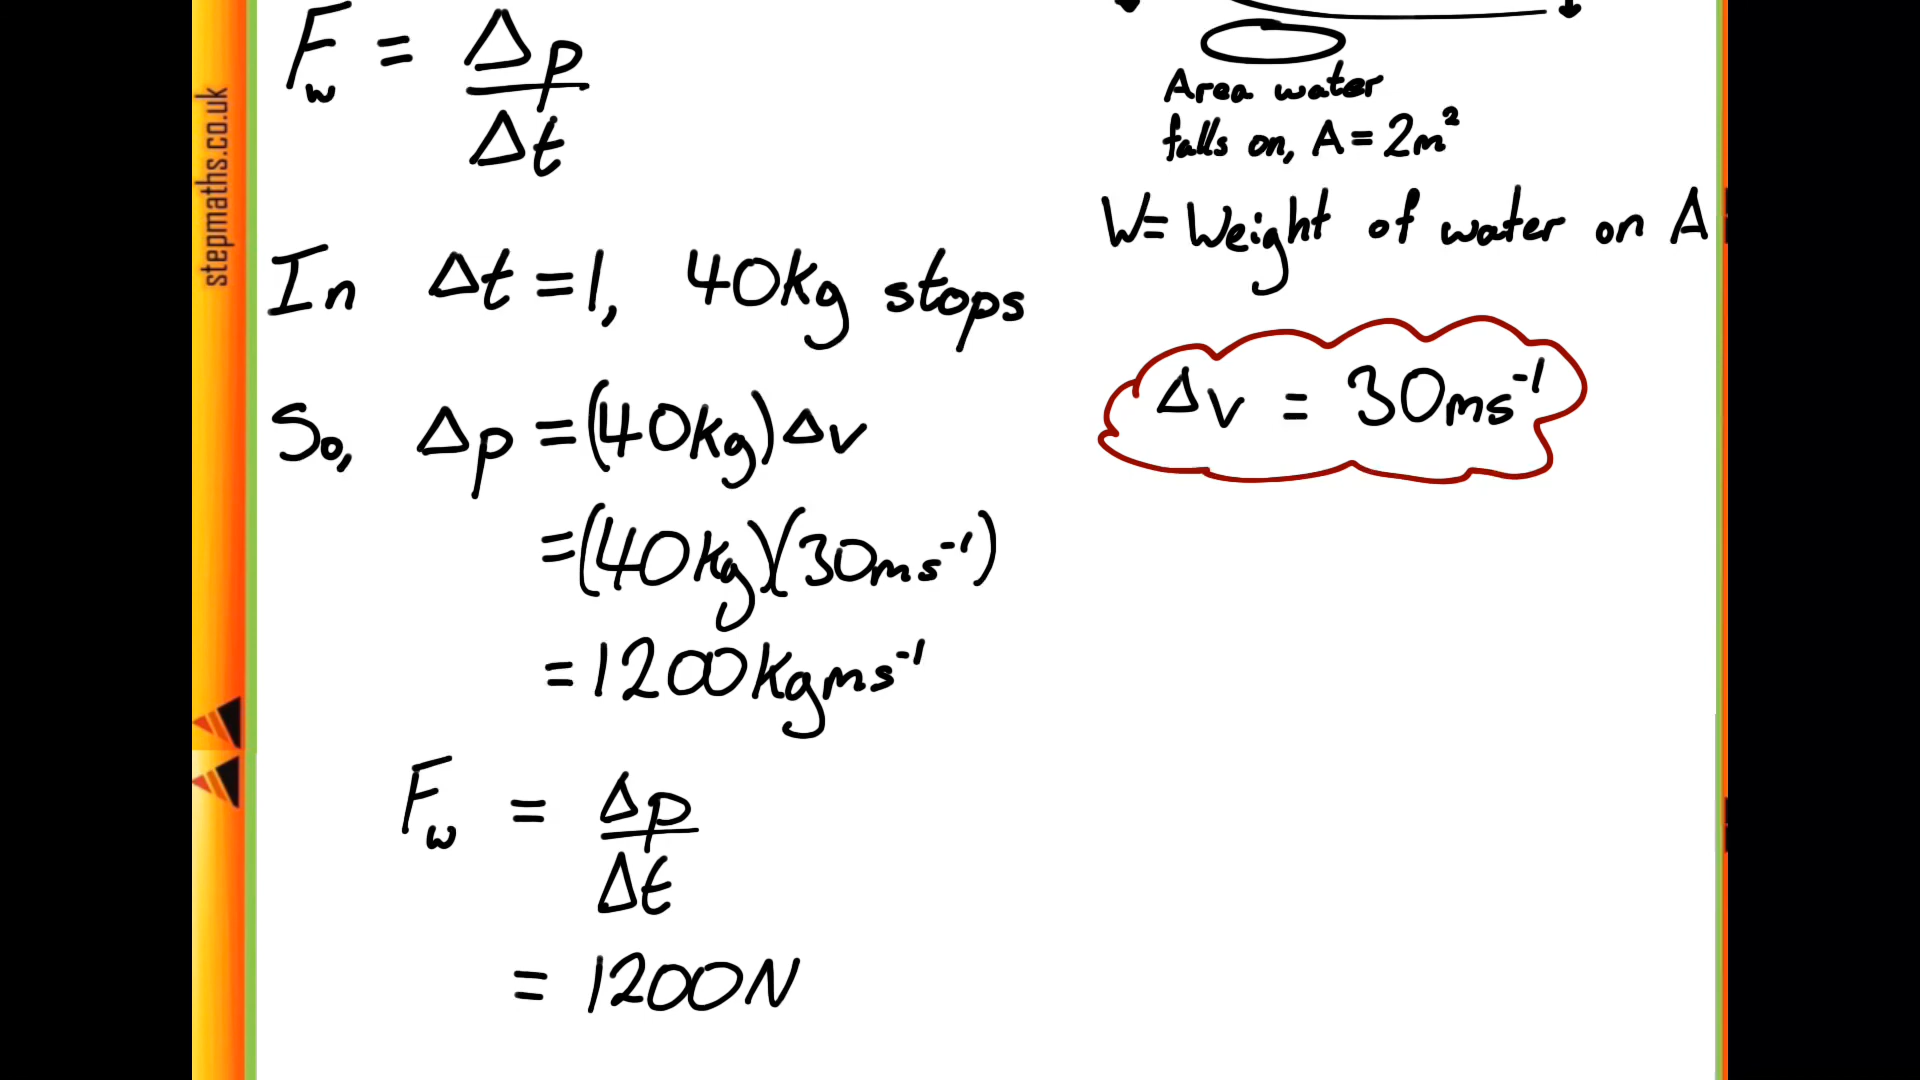 stepmaths.co.uk
F_w = Δp/Δt
In Δt=1, 40kg stops
So, Δp =(40kg)Δv
=(40kg)(30ms⁻¹)
=1200kgms⁻¹
F_w = Δp/Δt
= 1200N
Area water
falls on, A=2m²
W= Weight of water on A
Δv = 30ms⁻¹